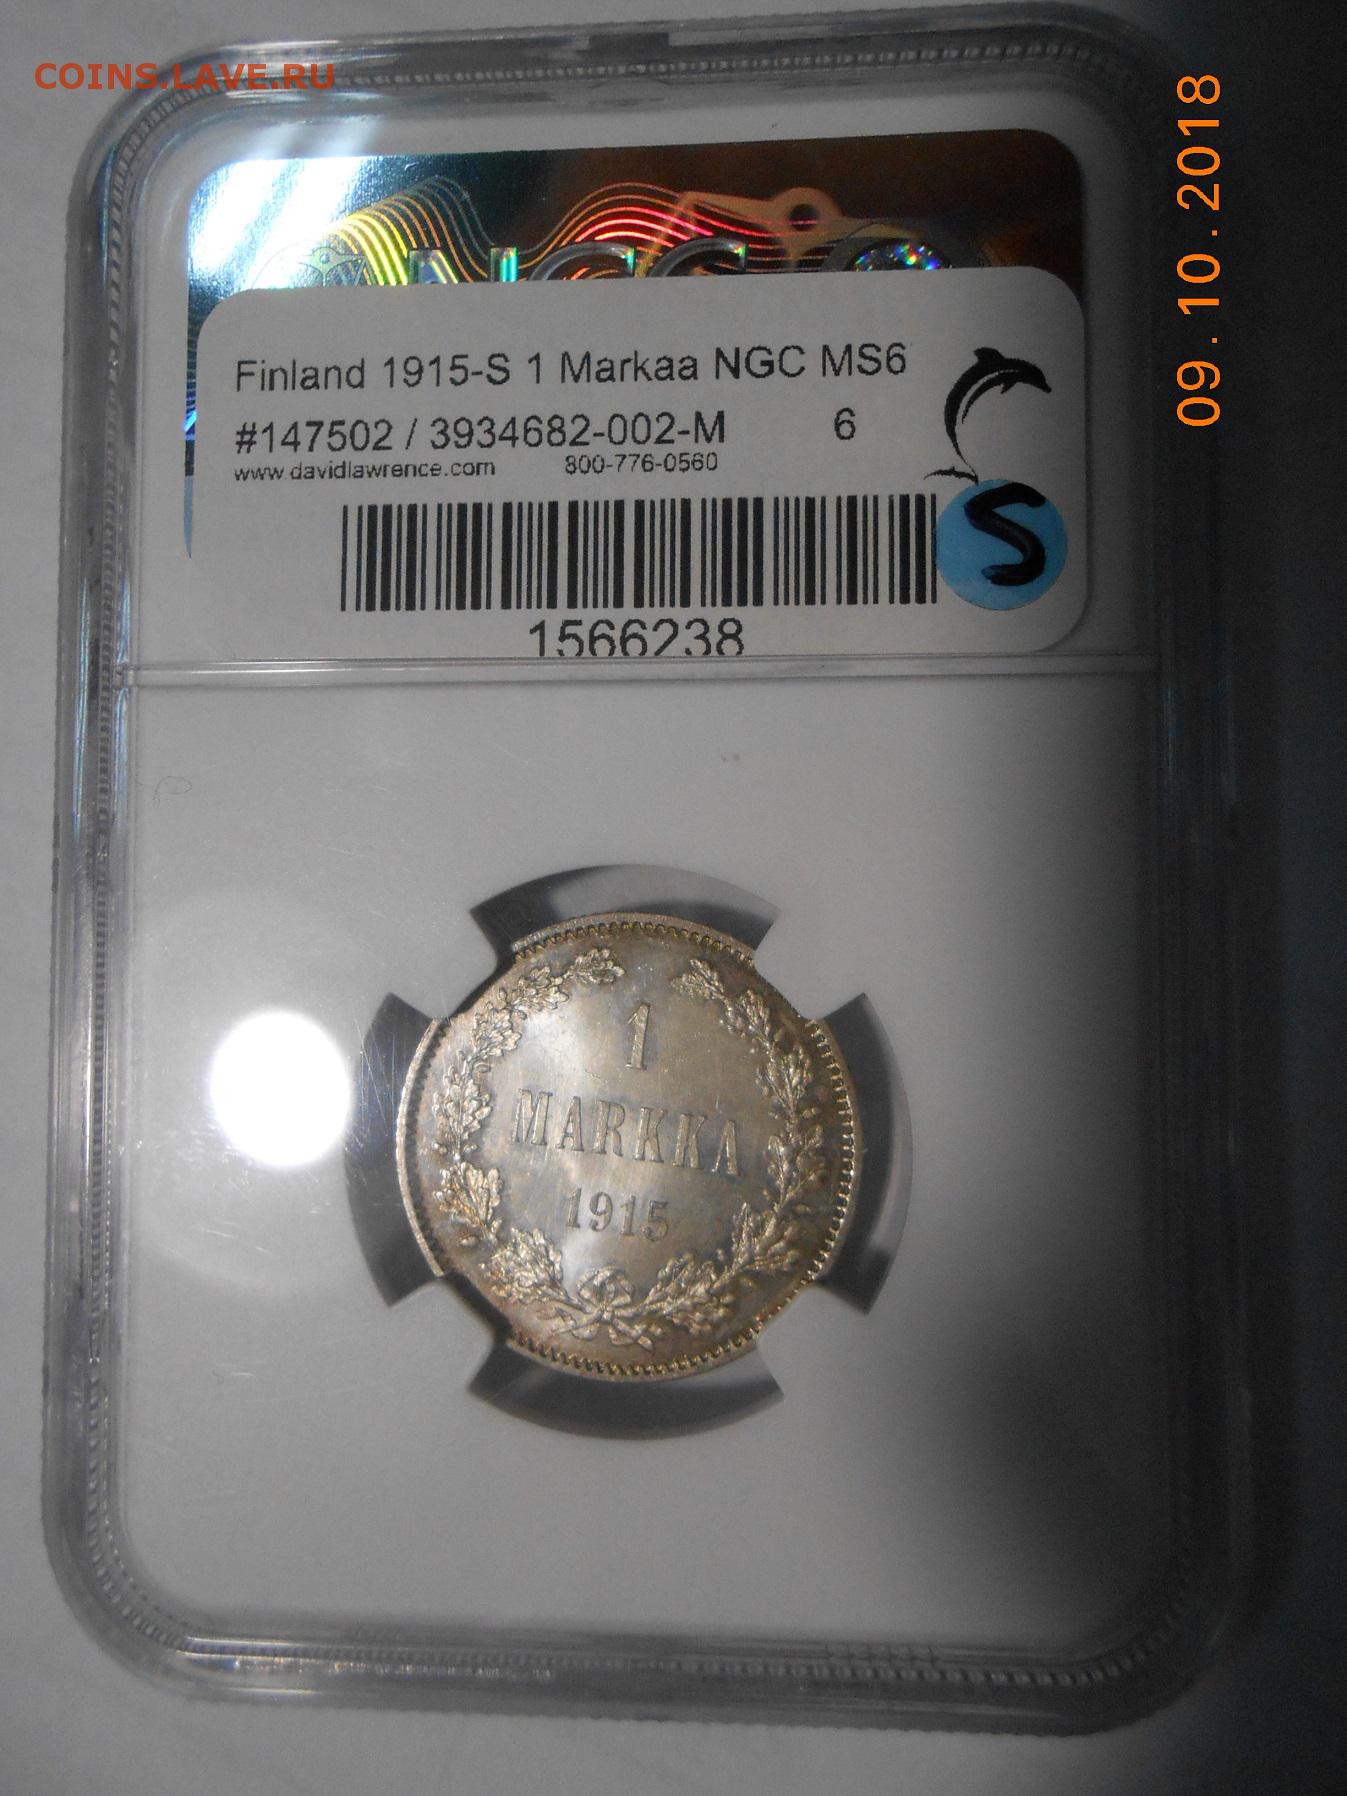 COINS.LAVE.RU
09.10.2018
NGC
Finland 1915-S 1 Markaa NGC MS6
#147502 / 3934682-002-M 6
www.davidlawrence.com 800-776-0560
S
1566238
1
MARKKA
1915